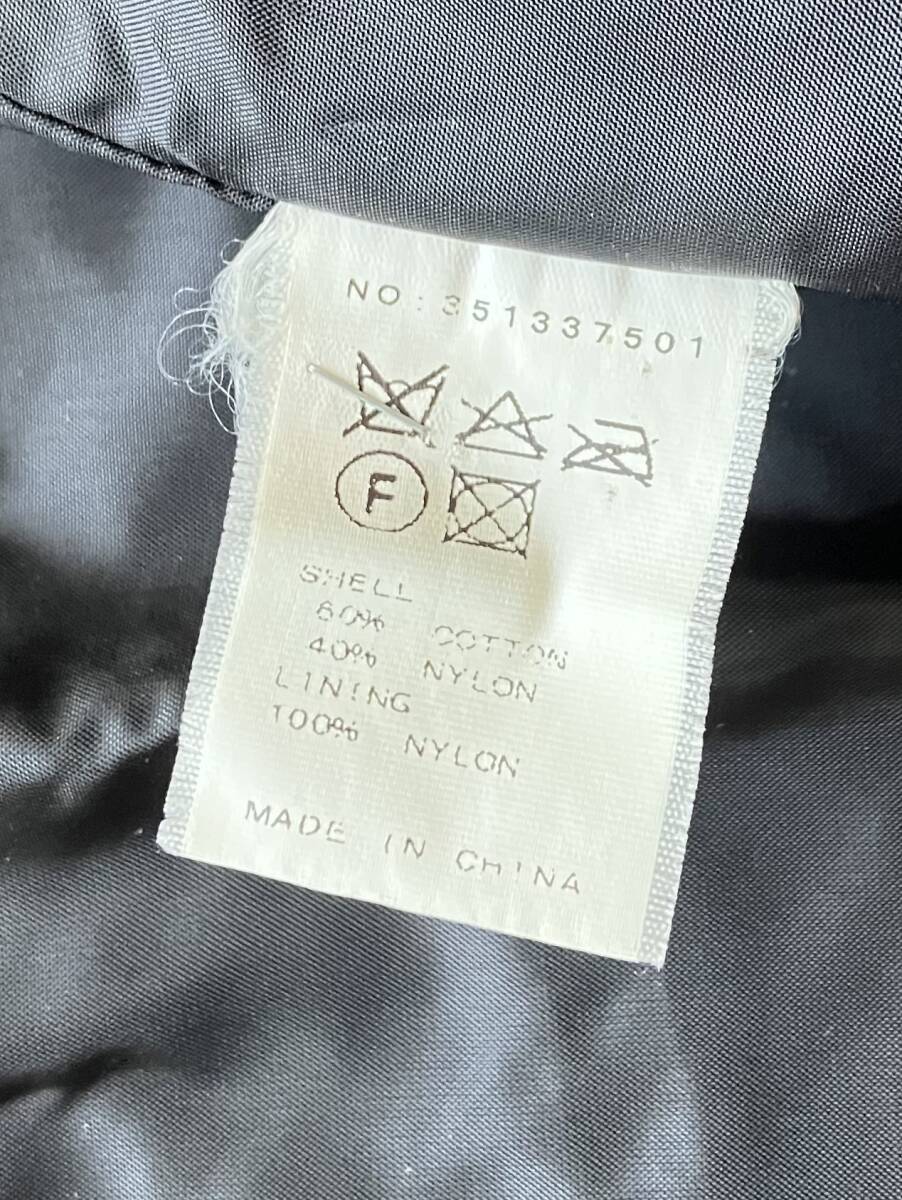 NO:351337501
F
SHELL
60% COTTON
40% NYLON
LINING
100% NYLON
MADE IN CHINA